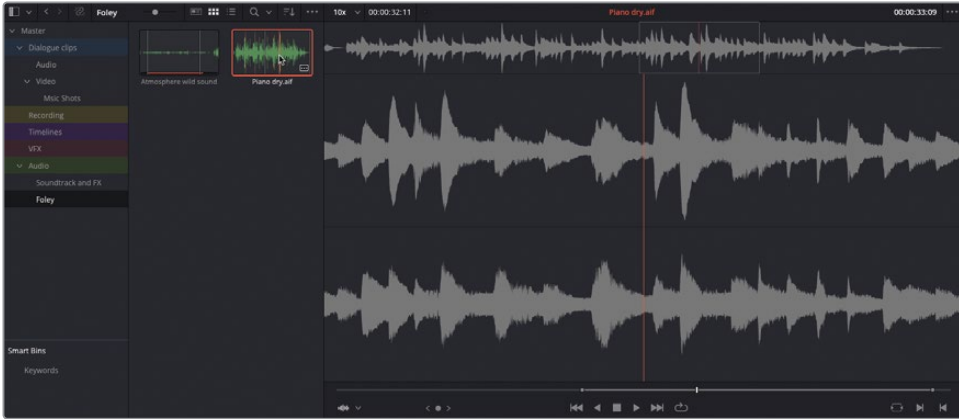 Foley
10x
00:00:32:11
Piano dry.aif
00:00:33:09
Master
Dialogue clips
Audio
Video
Msic Shots
Recording
Timelines
VFX
Audio
Soundtrack and FX
Foley
Atmosphere wild sound
Piano dry.aif
Smart Bins
Keywords